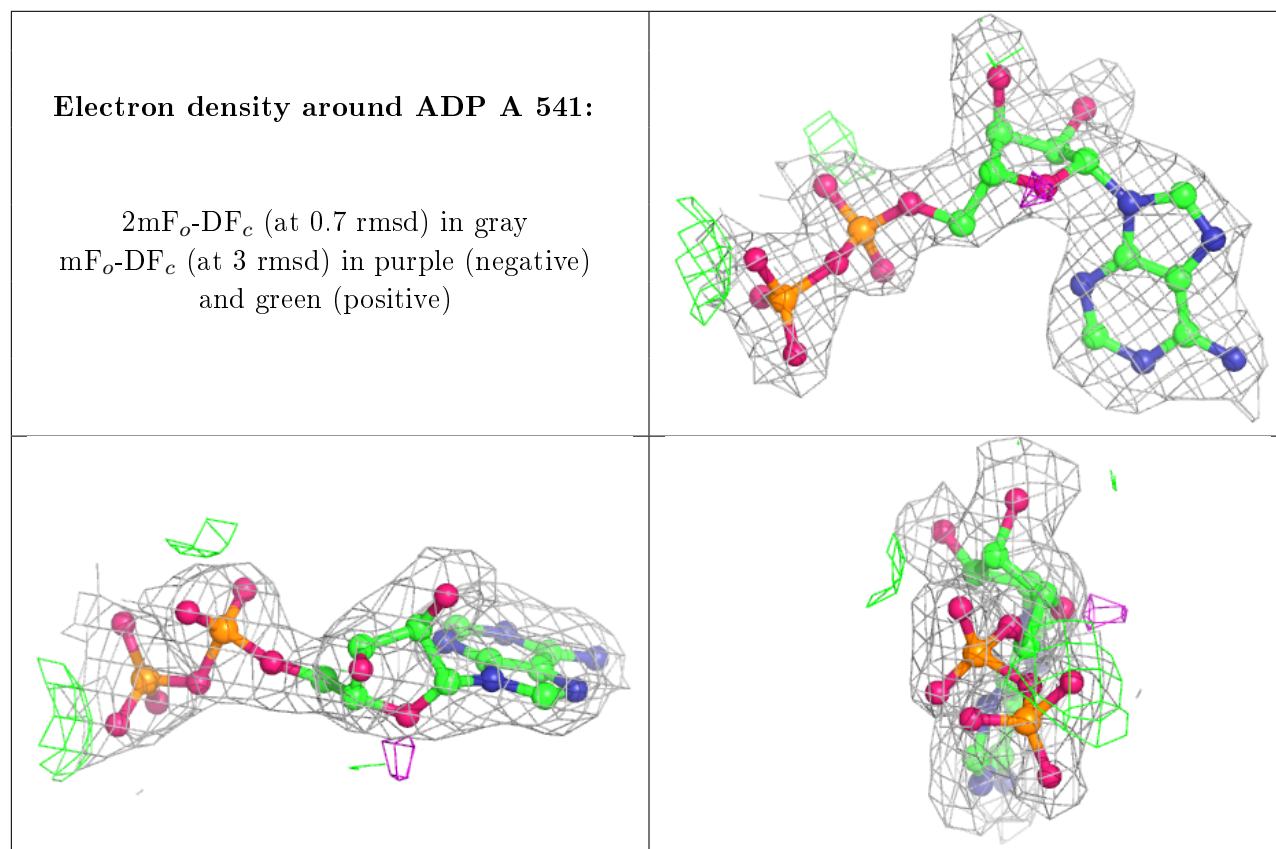 Electron density around ADP A 541:
2mFₒ-DF𝒸 (at 0.7 rmsd) in gray
mFₒ-DF𝒸 (at 3 rmsd) in purple (negative)
and green (positive)